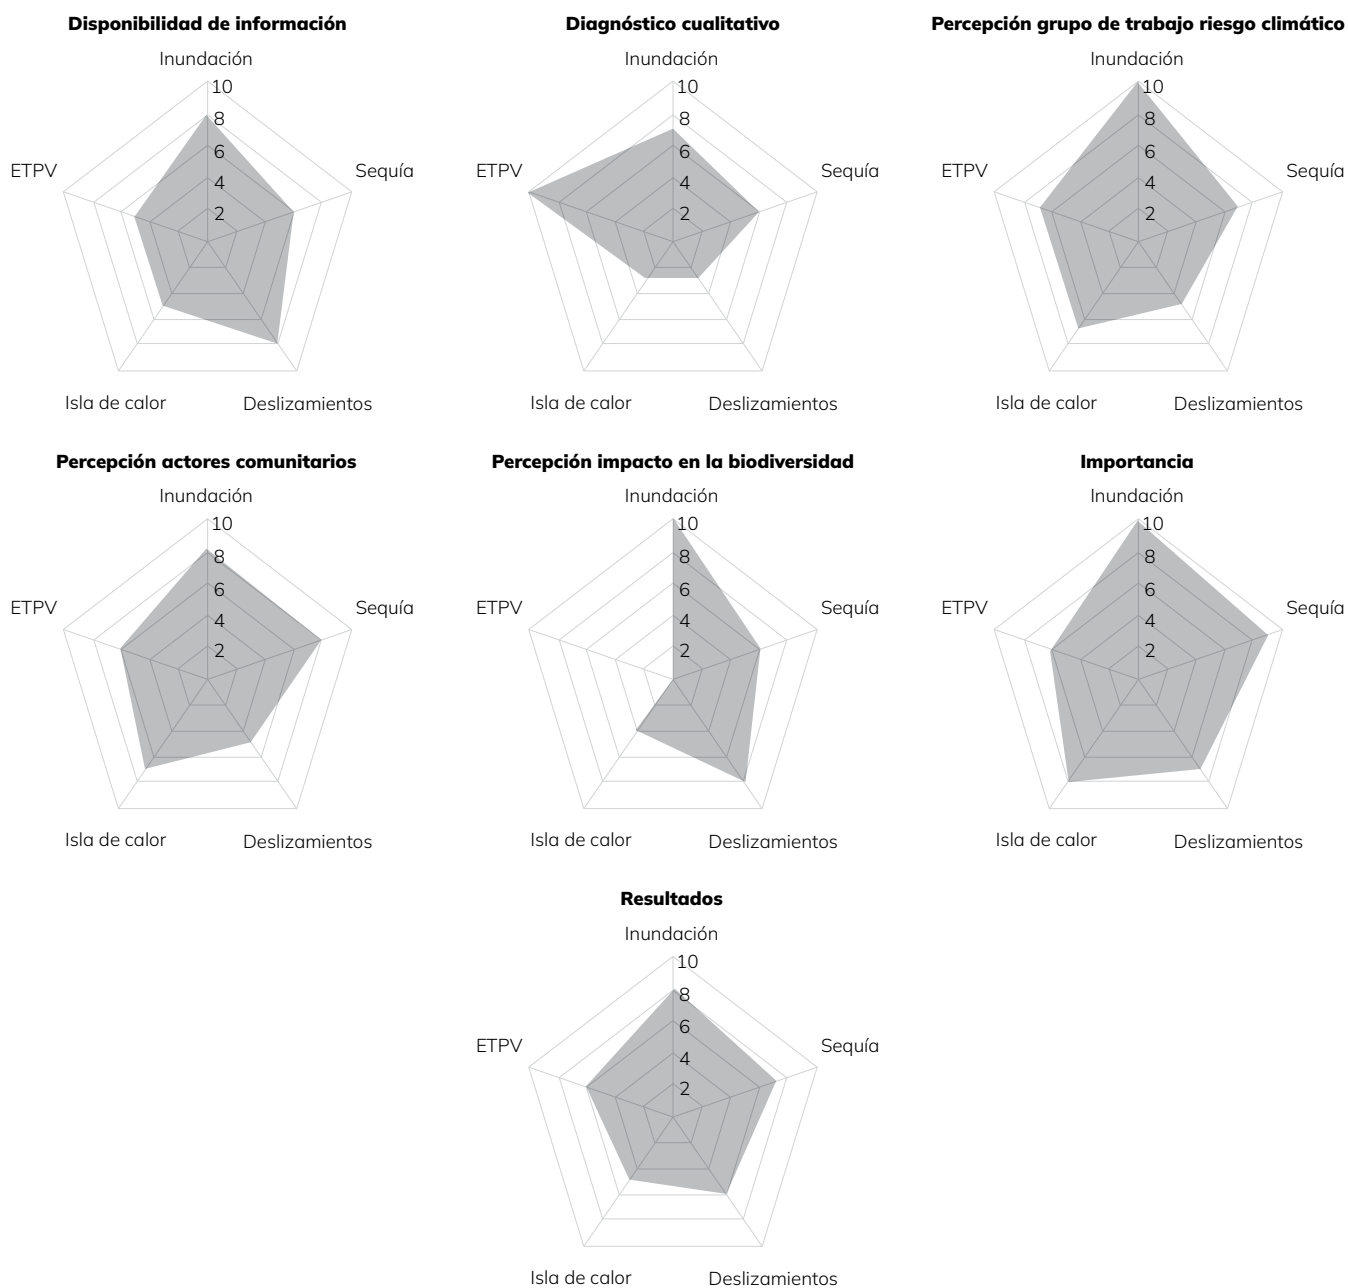 Disponibilidad de información
Inundación
10
8
6
4
2
ETPV
Sequía
Isla de calor
Deslizamientos
Diagnóstico cualitativo
Inundación
10
8
6
4
2
ETPV
Sequía
Isla de calor
Deslizamientos
Percepción grupo de trabajo riesgo climático
Inundación
10
8
6
4
2
ETPV
Sequía
Isla de calor
Deslizamientos
Percepción actores comunitarios
Inundación
10
8
6
4
2
ETPV
Sequía
Isla de calor
Deslizamientos
Percepción impacto en la biodiversidad
Inundación
10
8
6
4
2
ETPV
Sequía
Isla de calor
Deslizamientos
Importancia
Inundación
10
8
6
4
2
ETPV
Sequía
Isla de calor
Deslizamientos
Resultados
Inundación
10
8
6
4
2
ETPV
Sequía
Isla de calor
Deslizamientos